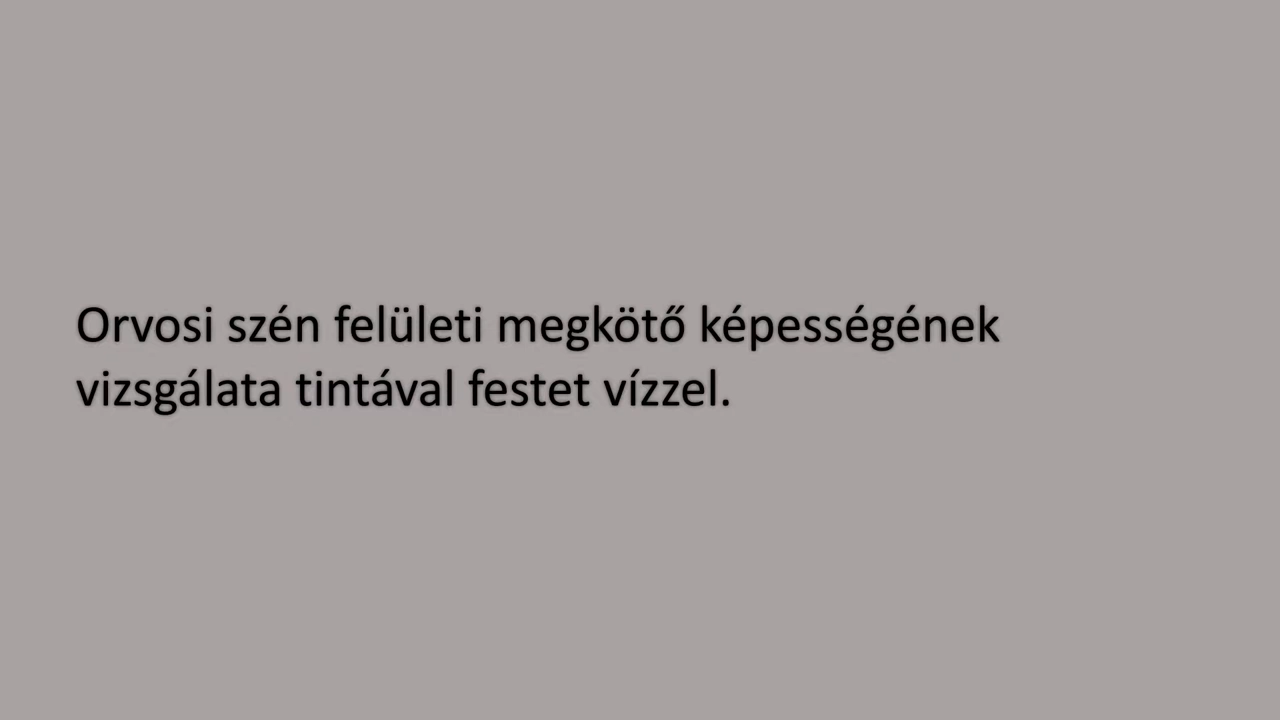 Orvosi szén felületi megkötő képességének
vizsgálata tintával festet vízzel.